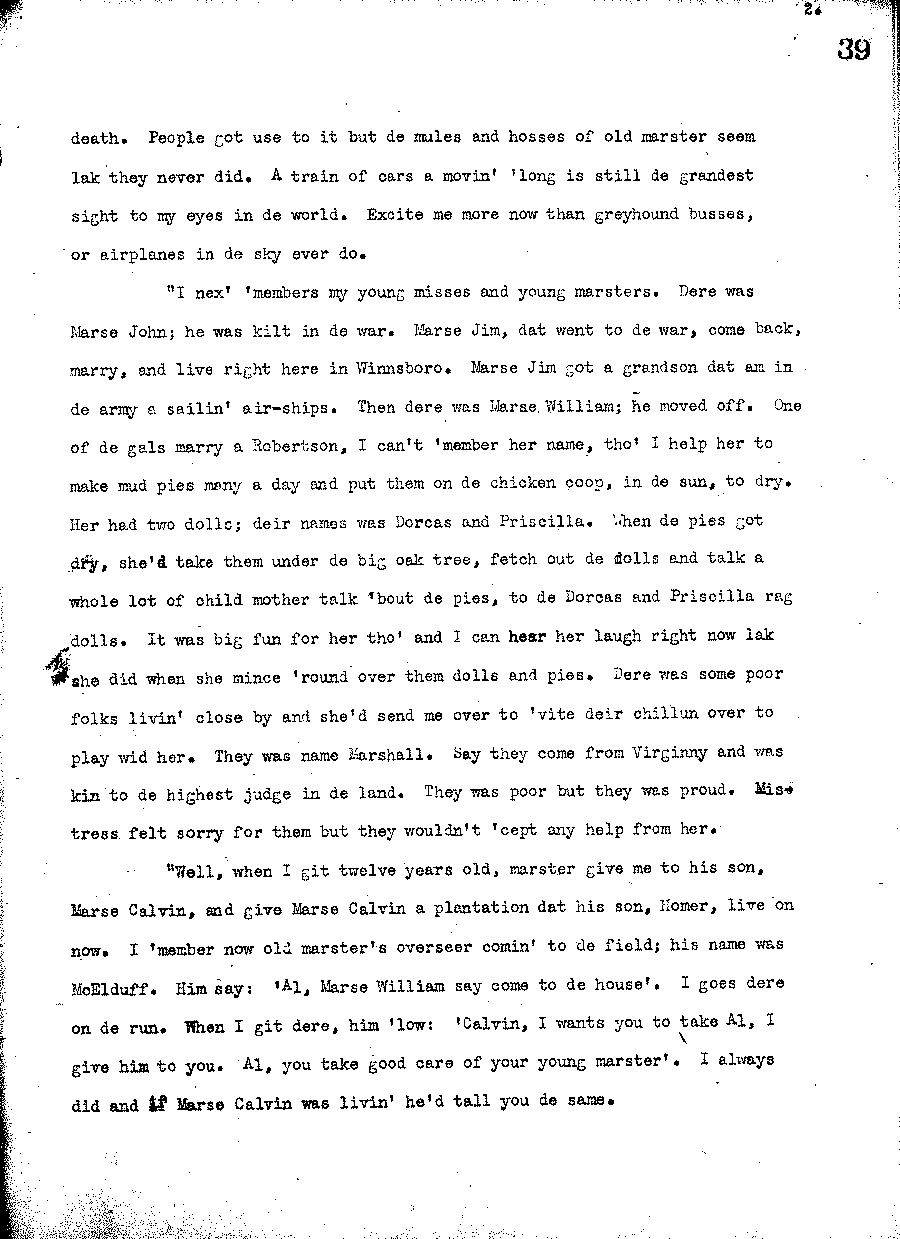 2.
39
death. People got use to it but de mules and hosses of old marster seem
lak they never did. A train of cars a movin' 'long is still de grandest
sight to my eyes in de world. Excite me more now than greyhound busses,
or airplanes in de sky ever do.
"I nex' 'members my young misses and young marsters. Dere was
Marse John; he was kilt in de war. Marse Jim, dat went to de war, come back,
marry, and live right here in Winnsboro. Marse Jim got a grandson dat am in
de army a sailin' air-ships. Then dere was Marse William; he moved off. One
of de gals marry a Robertson, I can't 'member her name, tho' I help her to
make mud pies many a day and put them on de chicken coop, in de sun, to dry.
Her had two dolls; deir names was Dorcas and Priscilla. When de pies got
dry, she'd take them under de big oak tree, fetch out de dolls and talk a
whole lot of child mother talk 'bout de pies, to de Dorcas and Priscilla rag
dolls. It was big fun for her tho' and I can hear her laugh right now lak
she did when she mince 'round over them dolls and pies. Dere was some poor
folks livin' close by and she'd send me over to 'vite deir chillun over to
play wid her. They was name Marshall. Say they come from Virginny and was
kin to de highest judge in de land. They was poor but they was proud. Mis-
tress felt sorry for them but they wouldn't 'cept any help from her.
"Well, when I git twelve years old, marster give me to his son,
Marse Calvin, and give Marse Calvin a plantation dat his son, Homer, live on
now. I 'member now old marster's overseer comin' to de field; his name was
McElduff. Him say: 'Al, Marse William say come to de house'. I goes dere
on de run. When I git dere, him 'low: 'Calvin, I wants you to take Al, I
give him to you. Al, you take good care of your young marster'. I always
did and if Marse Calvin was livin' he'd tall you de same.